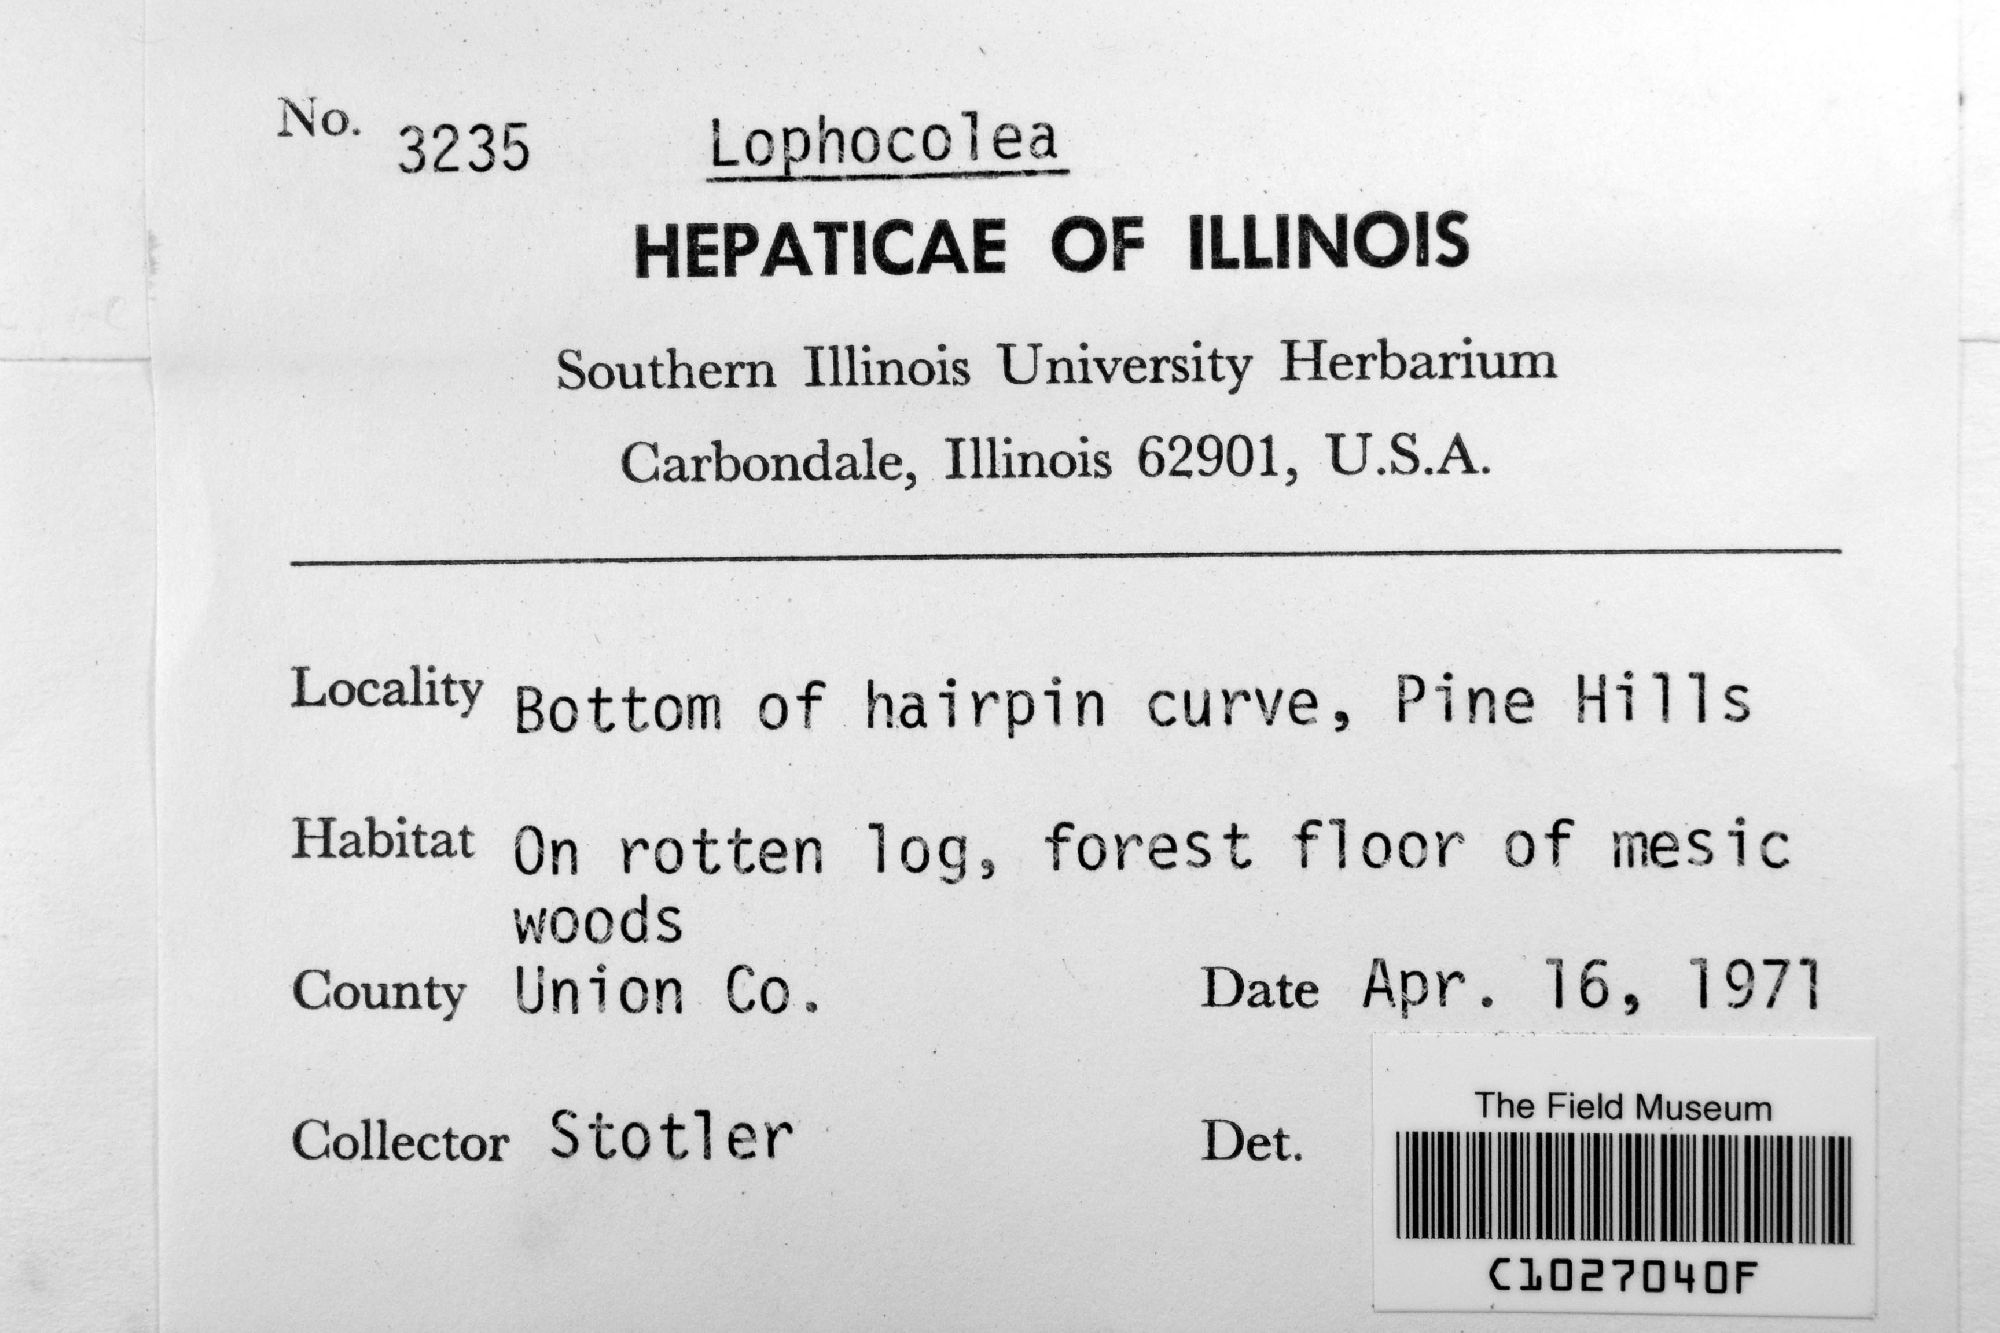 No. 3235 Lophocolea
HEPATICAE OF ILLINOIS
Southern Illinois University Herbarium
Carbondale, Illinois 62901, U.S.A.
Locality Bottom of hairpin curve, Pine Hills
Habitat On rotten log, forest floor of mesic
woods
County Union Co. Date Apr. 16, 1971
Collector Stotler Det.
The Field Museum
C1027040F